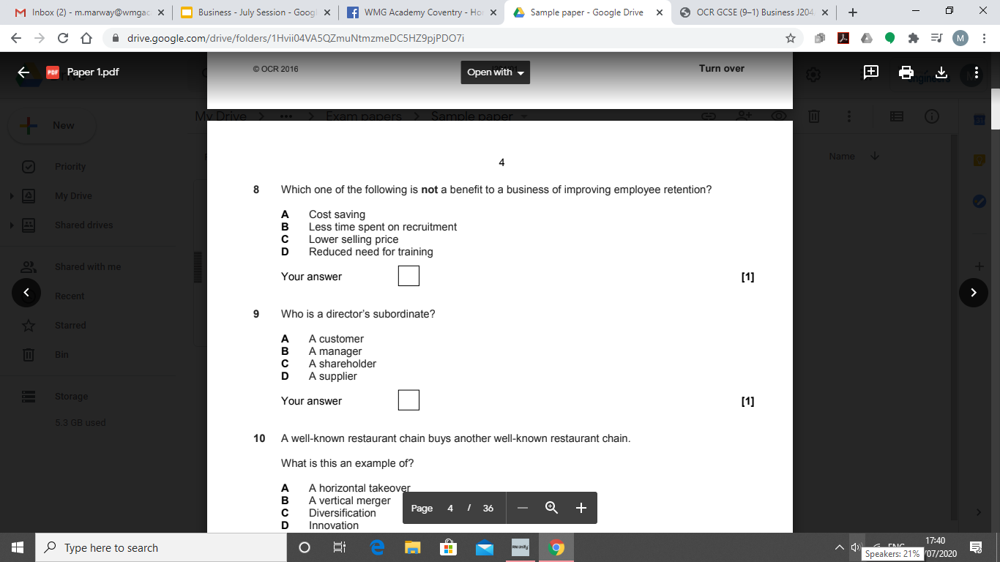 Inbox (2) - m.marway@wmgac
Business - July Session - Googl
WMG Academy Coventry - Ho
Sample paper - Google Drive
OCR GCSE (9–1) Business J204
drive.google.com/drive/folders/1Hvii04VA5QZmuNtmzmeDC5HZ9pjPDO7i
M
PDF Paper 1.pdf
© OCR 2016
Open with
Turn over
My Drive > ... > Exam papers > Sample paper
New
Priority
My Drive
Shared drives
Shared with me
Recent
Starred
Bin
Storage
5.3 GB used
Name
4
8 Which one of the following is not a benefit to a business of improving employee retention?
A Cost saving
B Less time spent on recruitment
C Lower selling price
D Reduced need for training
Your answer [1]
9 Who is a director's subordinate?
A A customer
B A manager
C A shareholder
D A supplier
Your answer [1]
10 A well-known restaurant chain buys another well-known restaurant chain.
What is this an example of?
A A horizontal takeover
B A vertical merger
C Diversification
D Innovation
Page 4 / 36
Type here to search
RM Unify
17:40
/07/2020
Speakers: 21%